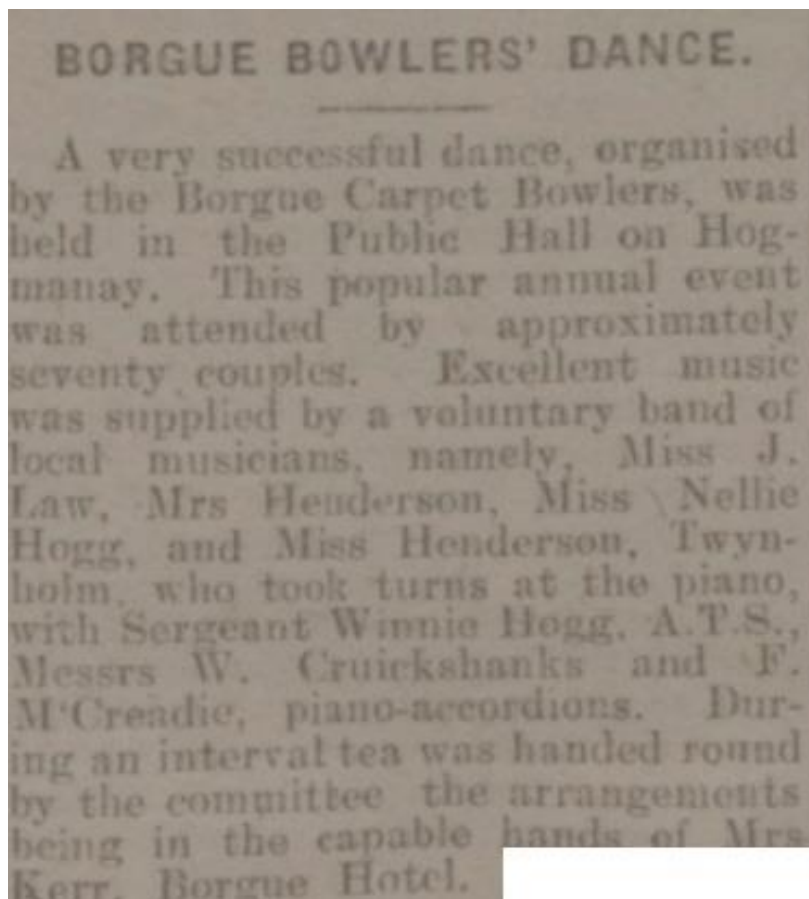 BORGUE BOWLERS' DANCE.
A very successful dance, organised
by the Borgue Carpet Bowlers, was
held in the Public Hall on Hog-
manay. This popular annual event
was attended by approximately
seventy couples. Excellent music
was supplied by a voluntary band of
local musicians, namely, Miss J.
Law, Mrs Henderson, Miss Nellie
Hogg, and Miss Henderson, Twyn-
holm, who took turns at the piano,
with Sergeant Winnie Hogg, A.T.S.,
Messrs W. Cruickshanks and F.
M'Creadie, piano-accordions. Dur-
ing an interval tea was handed round
by the committee the arrangements
being in the capable hands of Mrs
Kerr, Borgue Hotel.